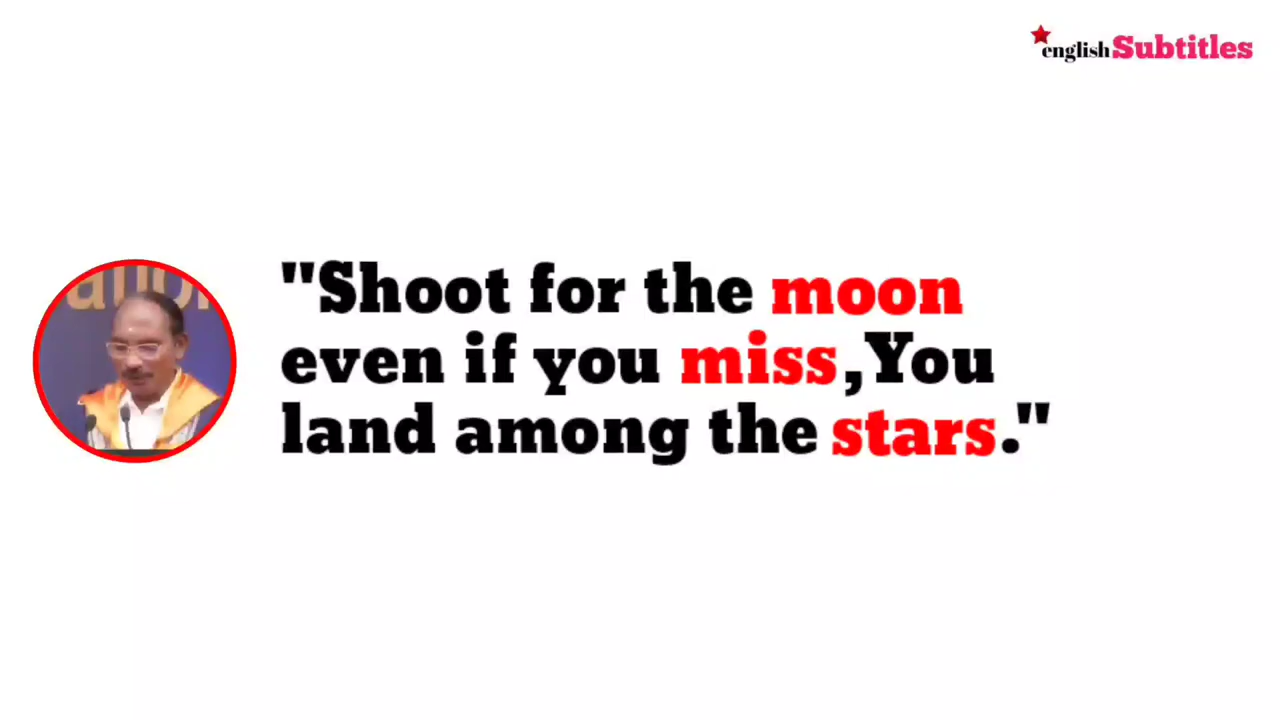 english Subtitles
"Shoot for the moon
even if you miss,You
land among the stars."